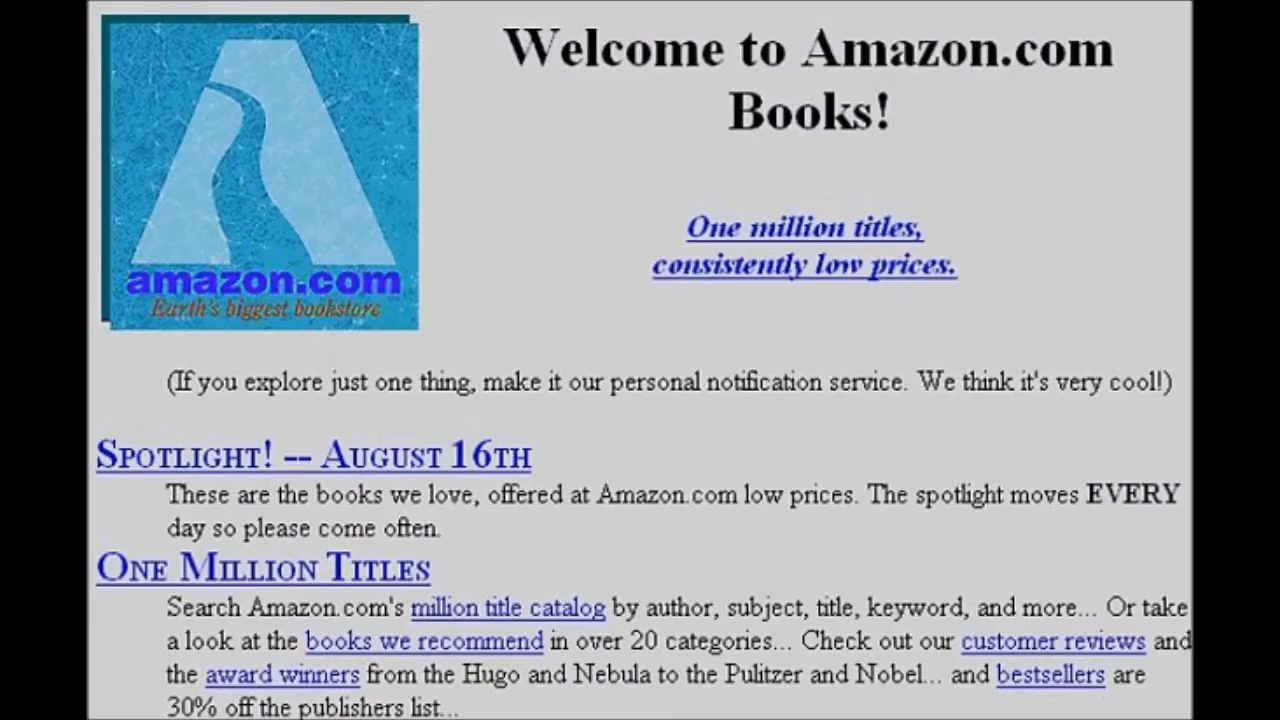 Welcome to Amazon.com
Books!
One million titles,
consistently low prices.
amazon.com
Earth's biggest bookstore
(If you explore just one thing, make it our personal notification service. We think it's very cool!)
SPOTLIGHT! -- AUGUST 16TH
These are the books we love, offered at Amazon.com low prices. The spotlight moves EVERY
day so please come often.
ONE MILLION TITLES
Search Amazon.com's million title catalog by author, subject, title, keyword, and more... Or take
a look at the books we recommend in over 20 categories... Check out our customer reviews and
the award winners from the Hugo and Nebula to the Pulitzer and Nobel... and bestsellers are
30% off the publishers list...